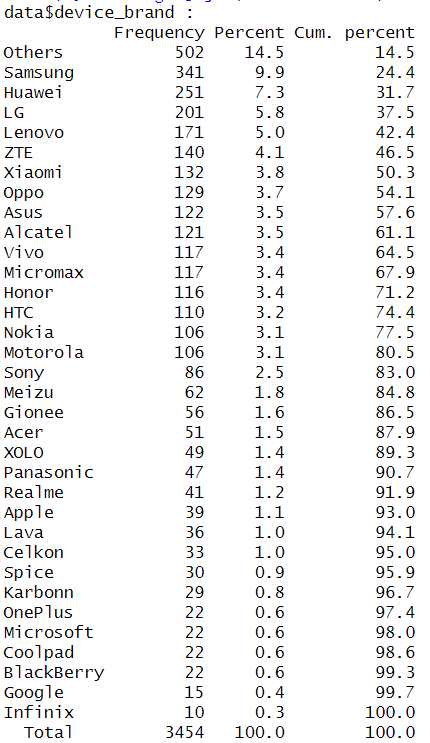 data$device_brand :
Frequency Percent Cum. percent
Others 502 14.5 14.5
Samsung 341 9.9 24.4
Huawei 251 7.3 31.7
LG 201 5.8 37.5
Lenovo 171 5.0 42.4
ZTE 140 4.1 46.5
Xiaomi 132 3.8 50.3
Oppo 129 3.7 54.1
Asus 122 3.5 57.6
Alcatel 121 3.5 61.1
Vivo 117 3.4 64.5
Micromax 117 3.4 67.9
Honor 116 3.4 71.2
HTC 110 3.2 74.4
Nokia 106 3.1 77.5
Motorola 106 3.1 80.5
Sony 86 2.5 83.0
Meizu 62 1.8 84.8
Gionee 56 1.6 86.5
Acer 51 1.5 87.9
XOLO 49 1.4 89.3
Panasonic 47 1.4 90.7
Realme 41 1.2 91.9
Apple 39 1.1 93.0
Lava 36 1.0 94.1
Celkon 33 1.0 95.0
Spice 30 0.9 95.9
Karbonn 29 0.8 96.7
OnePlus 22 0.6 97.4
Microsoft 22 0.6 98.0
Coolpad 22 0.6 98.6
BlackBerry 22 0.6 99.3
Google 15 0.4 99.7
Infinix 10 0.3 100.0
Total 3454 100.0 100.0